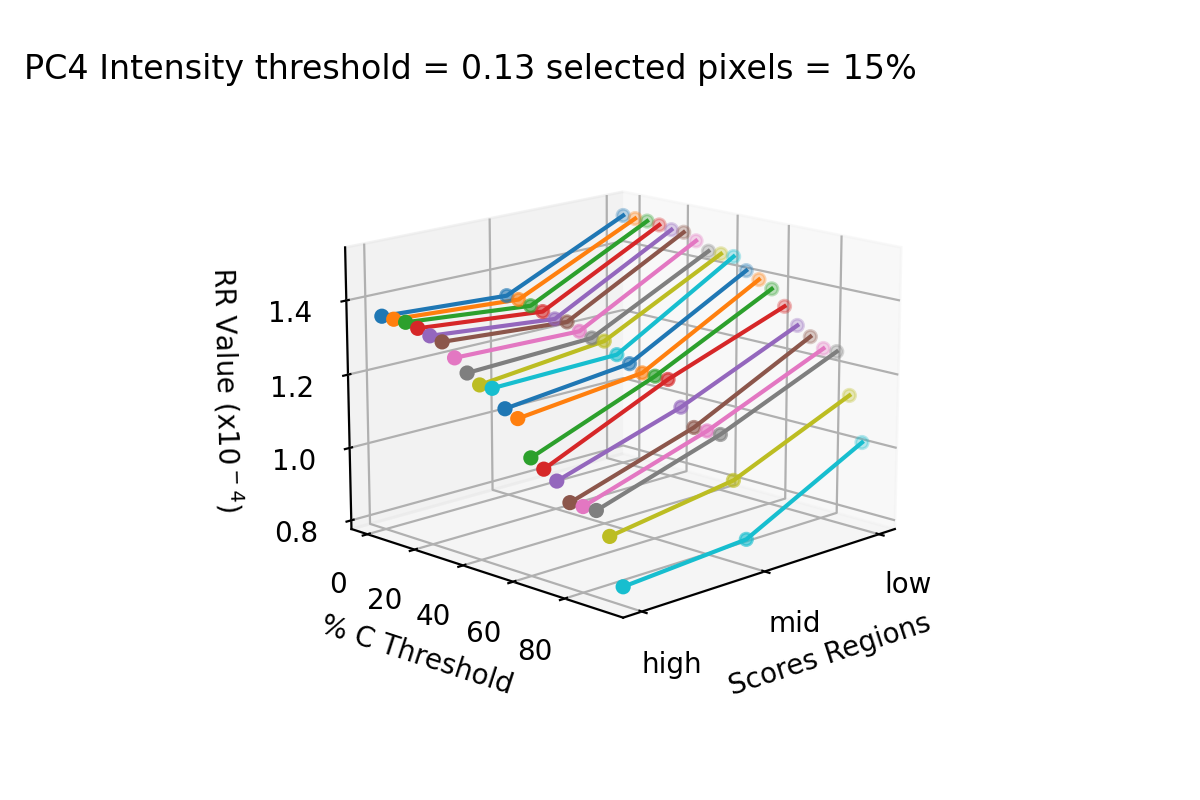 PC4 Intensity threshold = 0.13 selected pixels = 15%
RR Value (x10⁻⁴)
1.4
1.2
1.0
0.8
0
20
40
60
80
% C Threshold
high
mid
low
Scores Regions